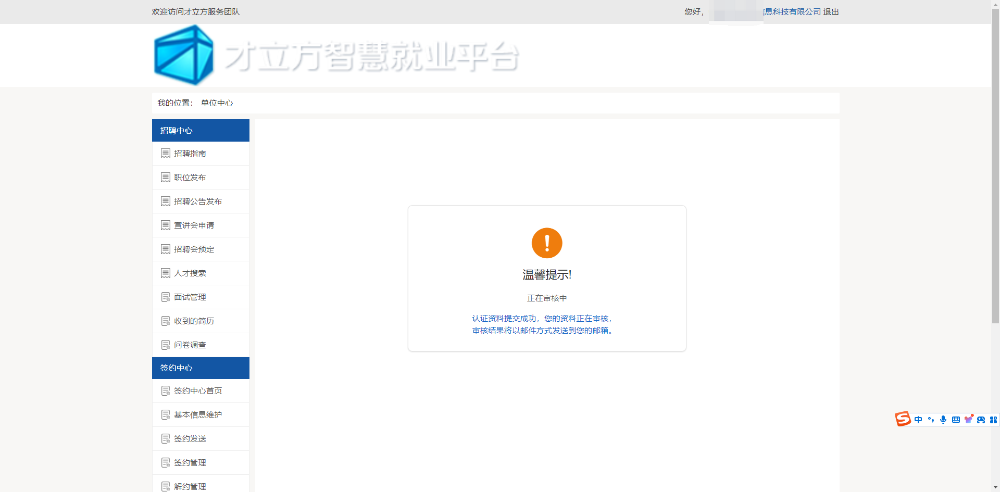 欢迎访问才立方服务团队
您好，
信息科技有限公司 退出
才立方智慧就业平台
我的位置： 单位中心
招聘中心
招聘指南
职位发布
招聘公告发布
宣讲会申请
招聘会预定
人才搜索
面试管理
收到的简历
问卷调查
签约中心
签约中心首页
基本信息维护
签约发送
签约管理
解约管理
温馨提示!
正在审核中
认证资料提交成功，您的资料正在审核，
审核结果将以邮件方式发送到您的邮箱。
中